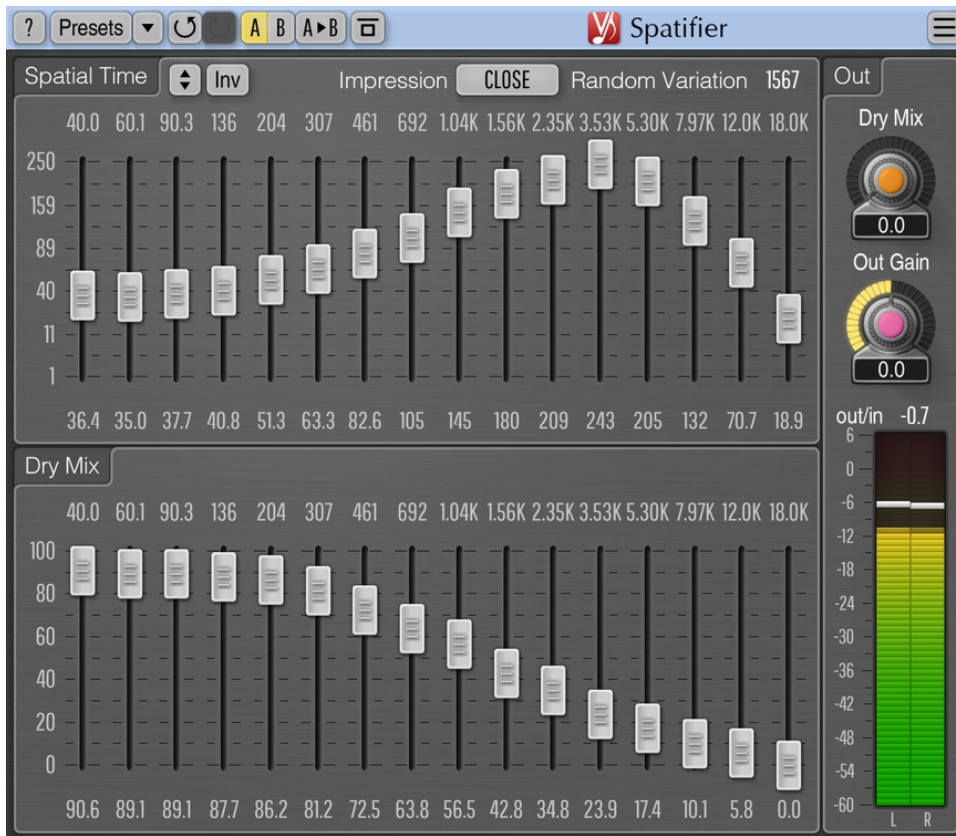 ? Presets A B A▸B Spatifier
Spatial Time Inv Impression CLOSE Random Variation 1567 Out
40.0 60.1 90.3 136 204 307 461 692 1.04K 1.56K 2.35K 3.53K 5.30K 7.97K 12.0K 18.0K
Dry Mix
0.0
Out Gain
0.0
250
159
89
40
11
1
36.4 35.0 37.7 40.8 51.3 63.3 82.6 105 145 180 209 243 205 132 70.7 18.9
Dry Mix
40.0 60.1 90.3 136 204 307 461 692 1.04K 1.56K 2.35K 3.53K 5.30K 7.97K 12.0K 18.0K
100
80
60
40
20
0
90.6 89.1 89.1 87.7 86.2 81.2 72.5 63.8 56.5 42.8 34.8 23.9 17.4 10.1 5.8 0.0
out/in -0.7
6
0
-6
-12
-18
-24
-30
-36
-42
-48
-54
-60
L R